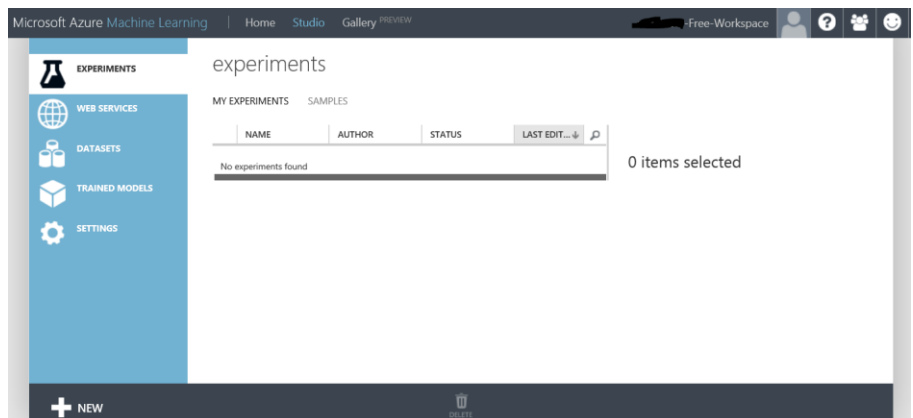 Microsoft Azure Machine Learning | Home Studio Gallery PREVIEW -Free-Workspace ?
EXPERIMENTS
WEB SERVICES
DATASETS
TRAINED MODELS
SETTINGS
experiments
MY EXPERIMENTS SAMPLES
NAME AUTHOR STATUS LAST EDIT...
No experiments found
0 items selected
NEW
DELETE